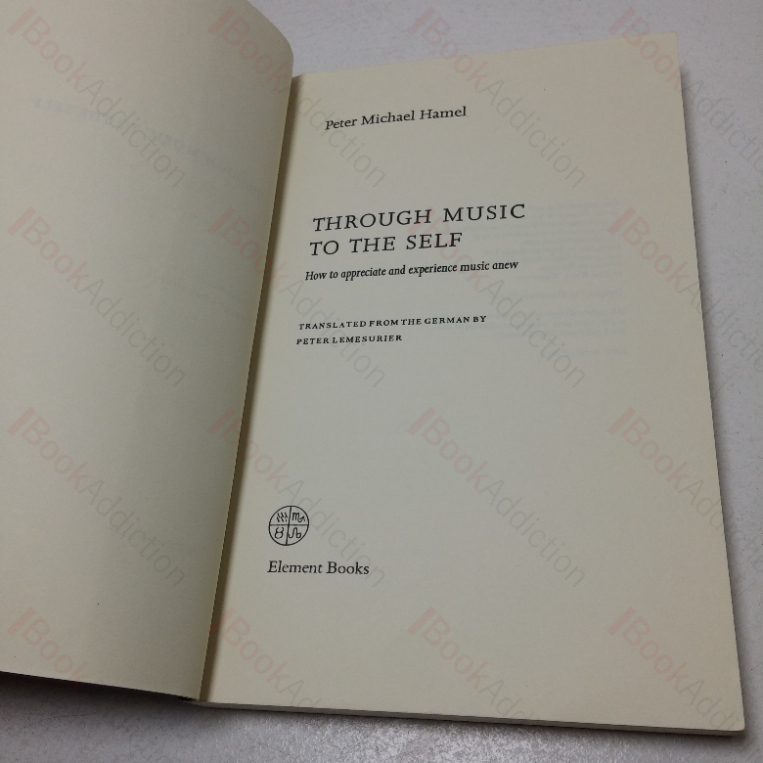 Peter Michael Hamel
THROUGH MUSIC
TO THE SELF
How to appreciate and experience music anew
TRANSLATED FROM THE GERMAN BY
PETER LEMESURIER
Element Books
BookAddiction